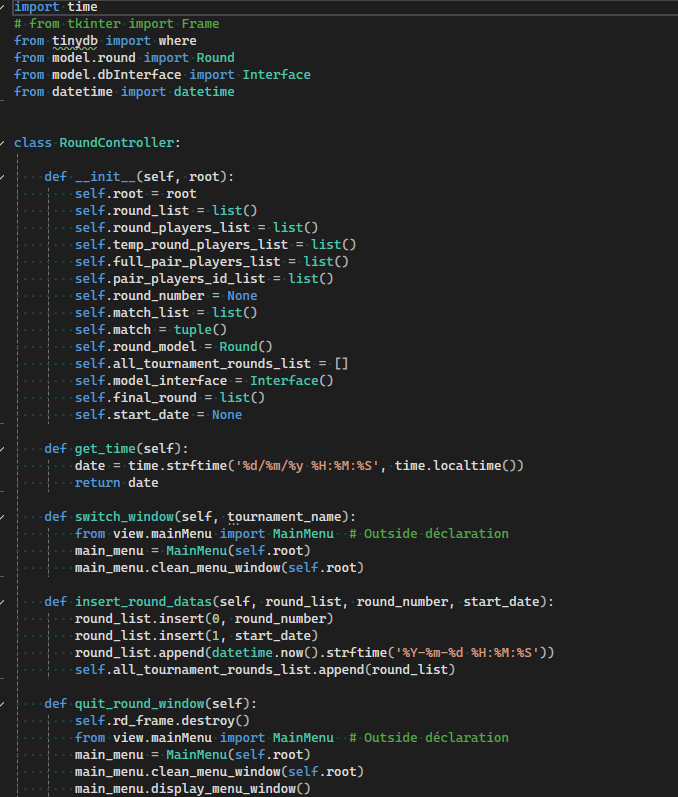 import time
# from tkinter import Frame
from tinydb import where
from model.round import Round
from model.dbInterface import Interface
from datetime import datetime
class RoundController:
def __init__(self, root):
self.root = root
self.round_list = list()
self.round_players_list = list()
self.temp_round_players_list = list()
self.full_pair_players_list = list()
self.pair_players_id_list = list()
self.round_number = None
self.match_list = list()
self.match = tuple()
self.round_model = Round()
self.all_tournament_rounds_list = []
self.model_interface = Interface()
self.final_round = list()
self.start_date = None
def get_time(self):
date = time.strftime('%d/%m/%y %H:%M:%S', time.localtime())
return date
def switch_window(self, tournament_name):
from view.mainMenu import MainMenu  # Outside déclaration
main_menu = MainMenu(self.root)
main_menu.clean_menu_window(self.root)
def insert_round_datas(self, round_list, round_number, start_date):
round_list.insert(0, round_number)
round_list.insert(1, start_date)
round_list.append(datetime.now().strftime('%Y-%m-%d %H:%M:%S'))
self.all_tournament_rounds_list.append(round_list)
def quit_round_window(self):
self.rd_frame.destroy()
from view.mainMenu import MainMenu  # Outside déclaration
main_menu = MainMenu(self.root)
main_menu.clean_menu_window(self.root)
main_menu.display_menu_window()